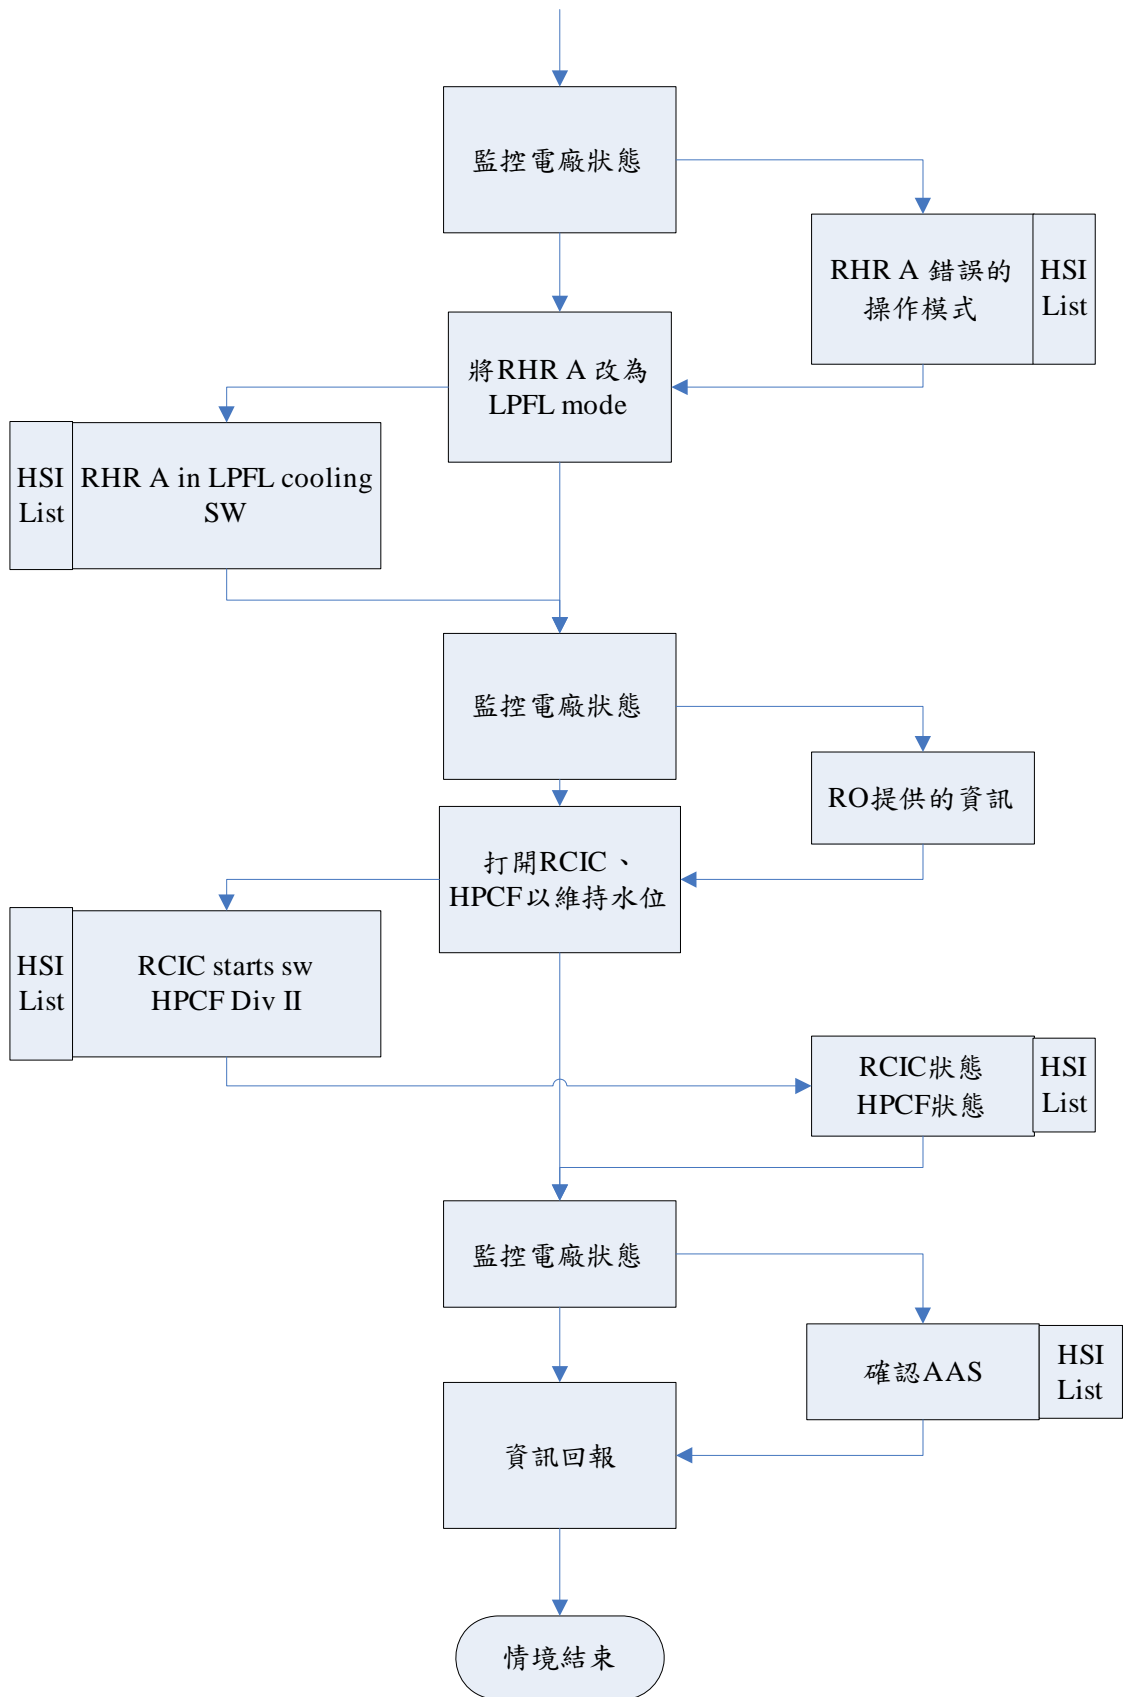 監控電廠狀態
RHR A 錯誤的
操作模式
HSI
List
將RHR A 改為
LPFL mode
HSI
List
RHR A in LPFL cooling
SW
監控電廠狀態
RO提供的資訊
打開RCIC、
HPCF以維持水位
HSI
List
RCIC starts sw
HPCF Div II
RCIC狀態
HPCF狀態
HSI
List
監控電廠狀態
確認AAS
HSI
List
資訊回報
情境結束